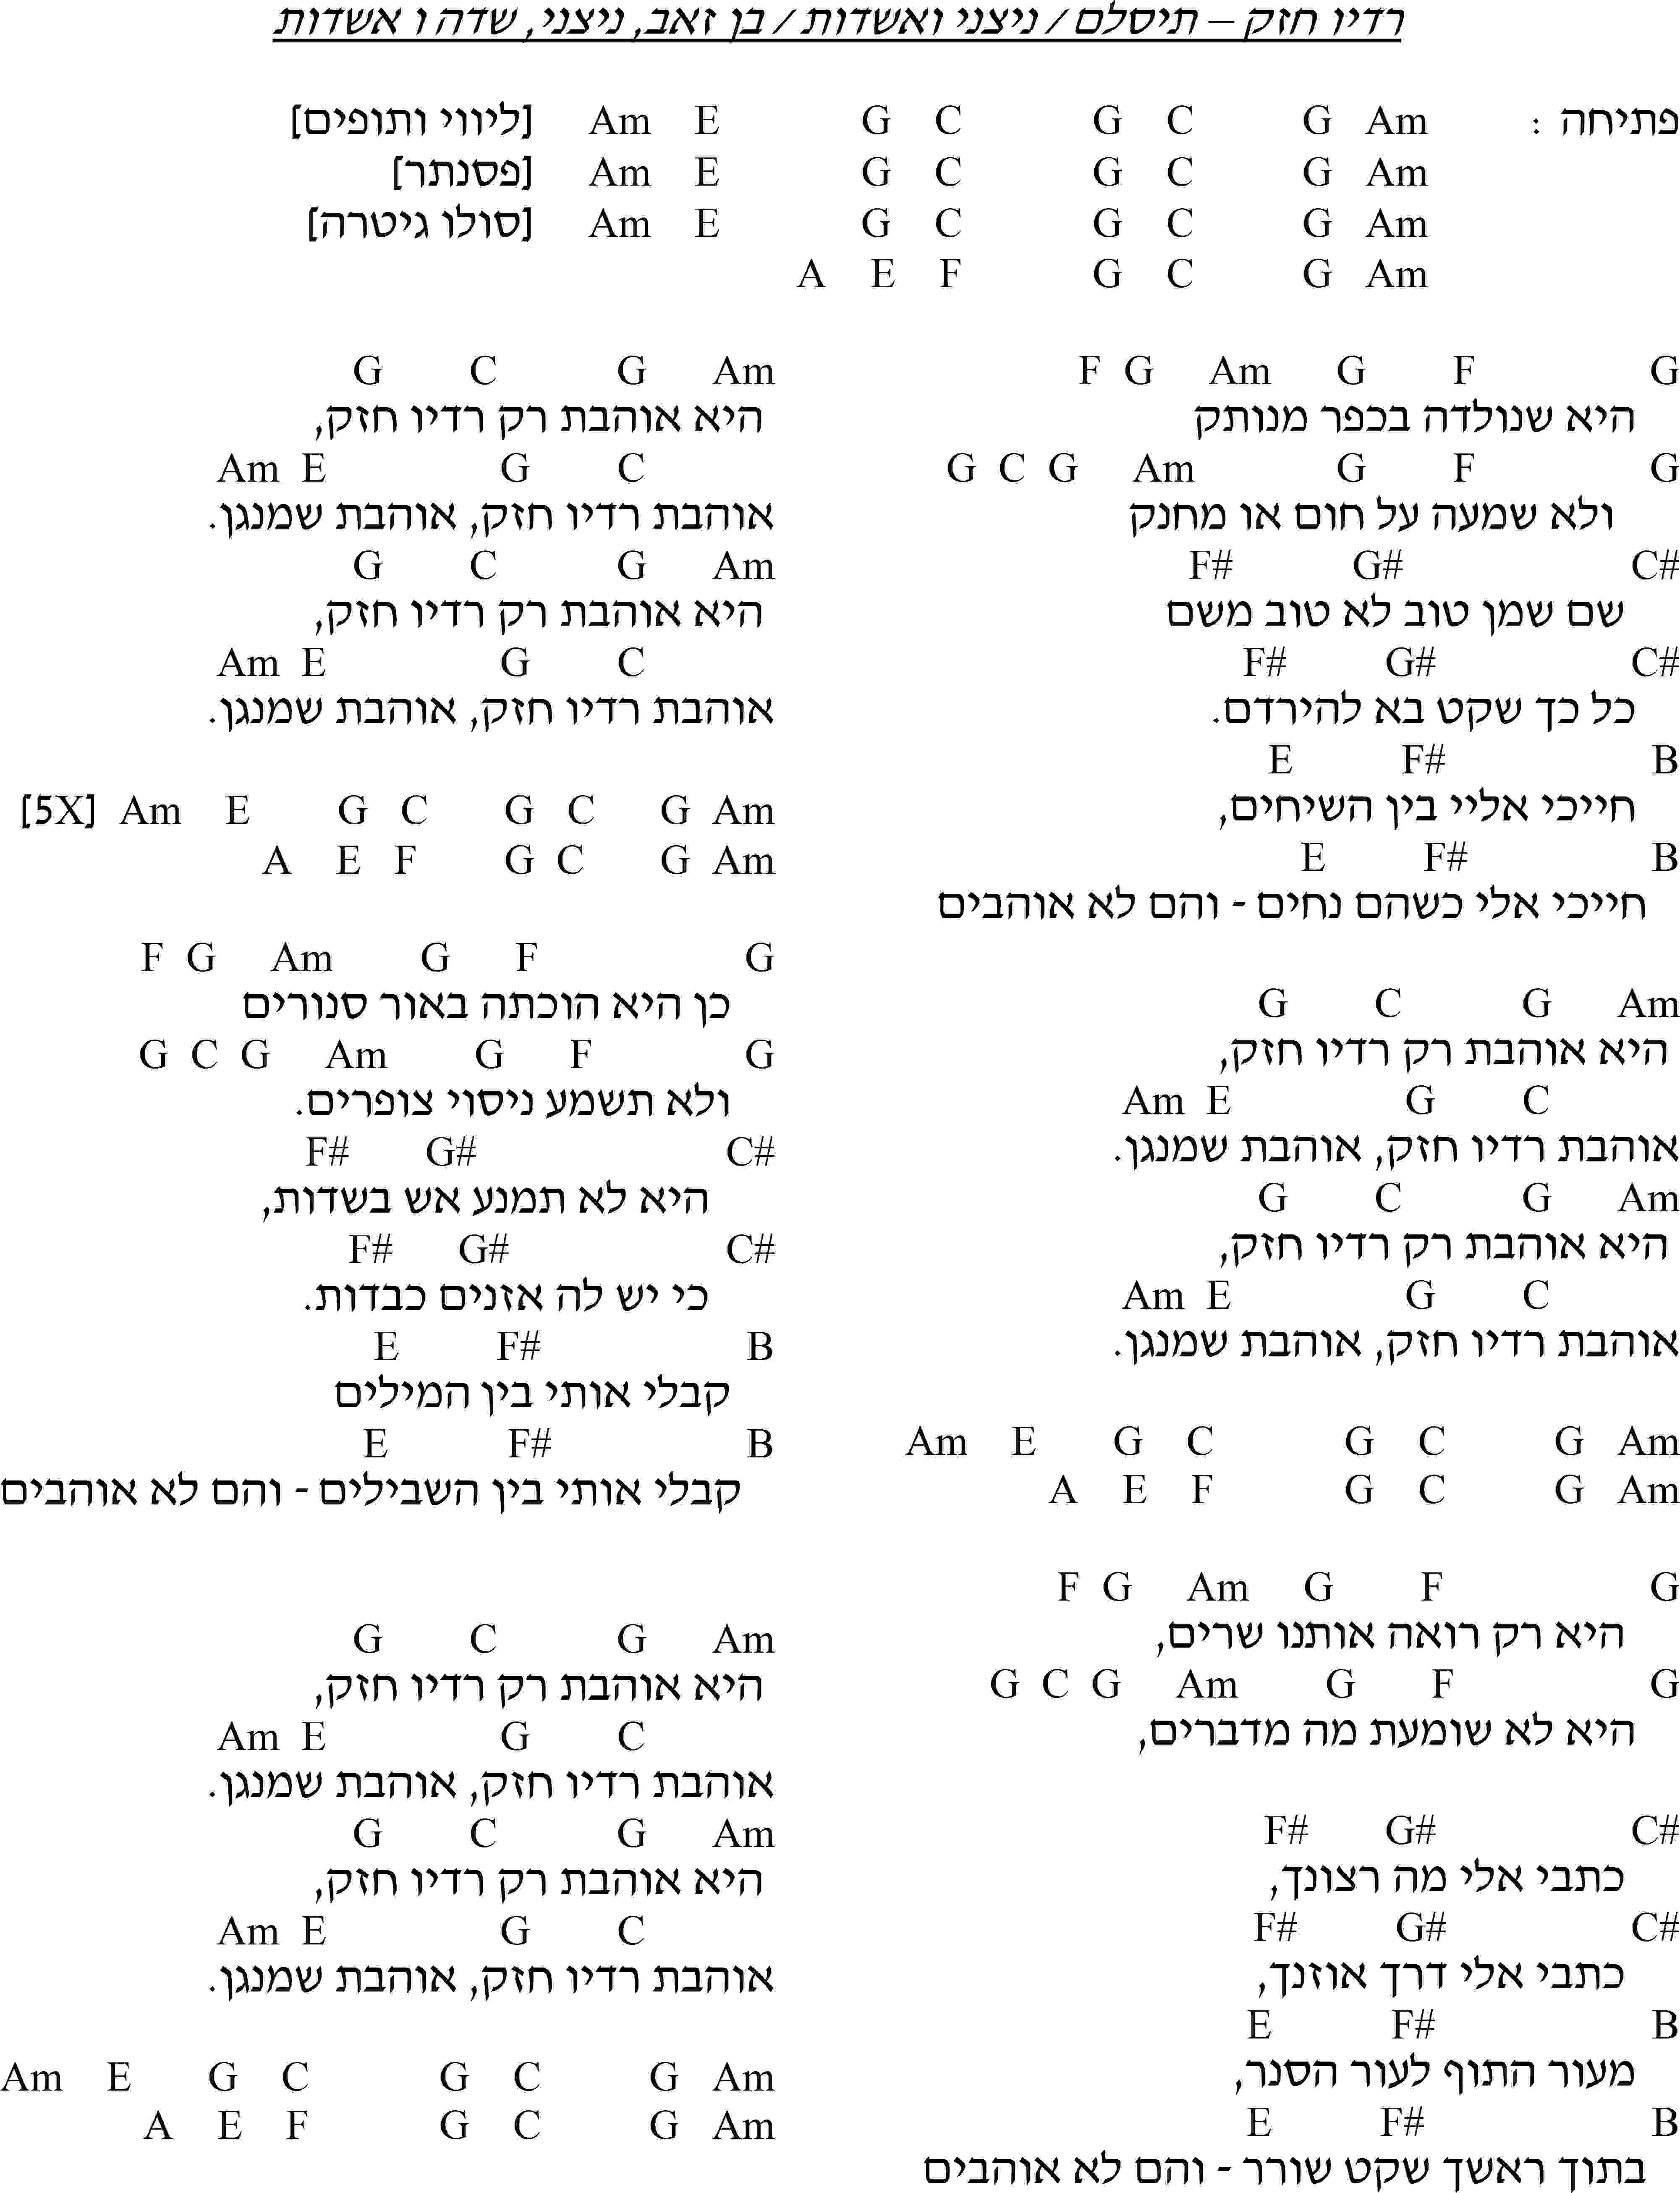 רדיו חזק – תיסלם / ניצני ואשדות / בן זאב, ניצני, שדה ו אשדות
פתיחה : Am E G C G C G Am [ליווי ותופים]
Am E G C G C G Am [פסנתר]
Am E G C G C G Am [סולו גיטרה]
A E F G C G Am
F G Am G F G
היא שנולדה בכפר מנותק
G C G Am G F G
ולא שמעה על חום או מחנק
F# G# C#
שם שמן טוב לא טוב משם
F# G# C#
כל כך שקט בא להירדם.
E F# B
חייכי אליי בין השיחים,
E F# B
חייכי אלי כשהם נחים - והם לא אוהבים
G C G Am
היא אוהבת רק רדיו חזק,
Am E G C
אוהבת רדיו חזק, אוהבת שמנגן.
G C G Am
היא אוהבת רק רדיו חזק,
Am E G C
אוהבת רדיו חזק, אוהבת שמנגן.
Am E G C G C G Am
A E F G C G Am
F G Am G F G
היא רק רואה אותנו שרים,
G C G Am G F G
היא לא שומעת מה מדברים,
F# G# C#
כתבי אלי מה רצונך,
F# G# C#
כתבי אלי דרך אוזנך,
E F# B
מעור התוף לעור הסנר,
E F# B
בתוך ראשך שקט שורר - והם לא אוהבים
G C G Am
היא אוהבת רק רדיו חזק,
Am E G C
אוהבת רדיו חזק, אוהבת שמנגן.
G C G Am
היא אוהבת רק רדיו חזק,
Am E G C
אוהבת רדיו חזק, אוהבת שמנגן.
[5X] Am E G C G C G Am
A E F G C G Am
F G Am G F G
כן היא הוכתה באור סנורים
G C G Am G F G
ולא תשמע ניסוי צופרים.
F# G# C#
היא לא תמנע אש בשדות,
F# G# C#
כי יש לה אזנים כבדות.
E F# B
קבלי אותי בין המילים
E F# B
קבלי אותי בין השבילים - והם לא אוהבים
G C G Am
היא אוהבת רק רדיו חזק,
Am E G C
אוהבת רדיו חזק, אוהבת שמנגן.
G C G Am
היא אוהבת רק רדיו חזק,
Am E G C
אוהבת רדיו חזק, אוהבת שמנגן.
Am E G C G C G Am
A E F G C G Am